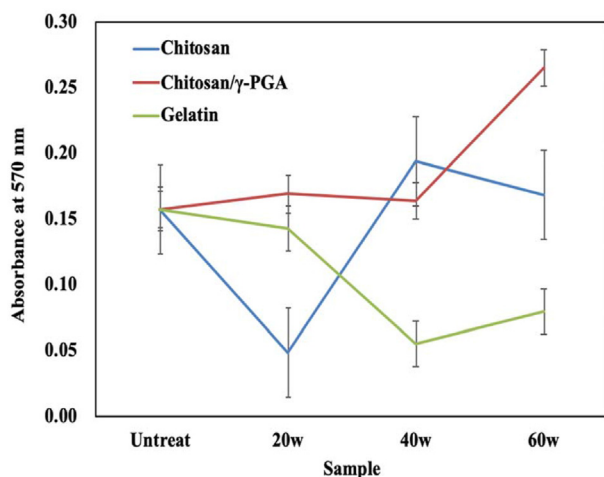 0.30
0.25
0.20
0.15
0.10
0.05
0.00
Absorbance at 570 nm
Chitosan
Chitosan/γ-PGA
Gelatin
Untreat 20w 40w 60w
Sample